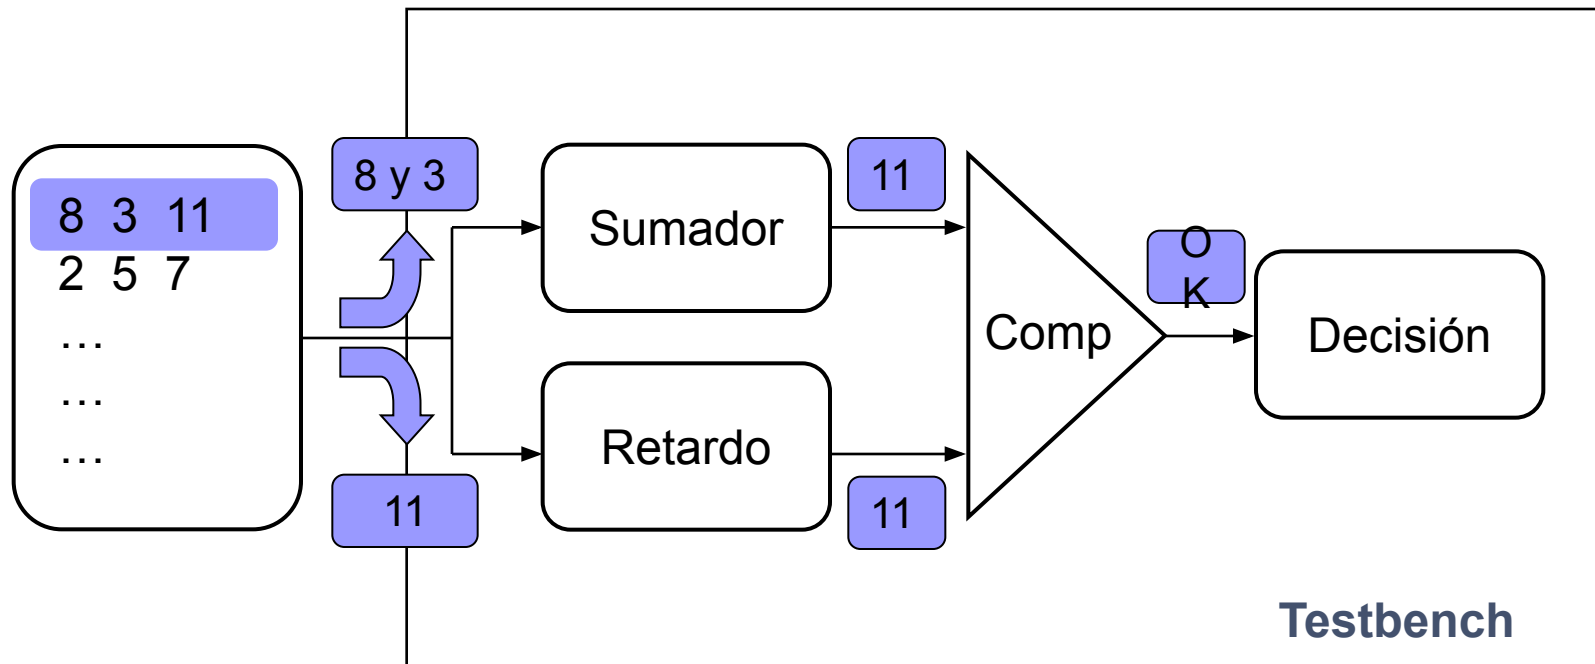 8 3 11
2 5 7
...
...
...
8 y 3
11
Sumador
Retardo
11
11
Comp
O
K
Decisión
Testbench